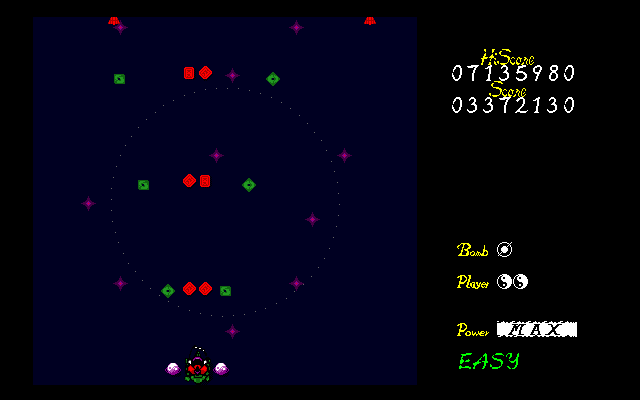 HiScore
07135980
Score
03372130
Bomb
Player
Power MAX
EASY